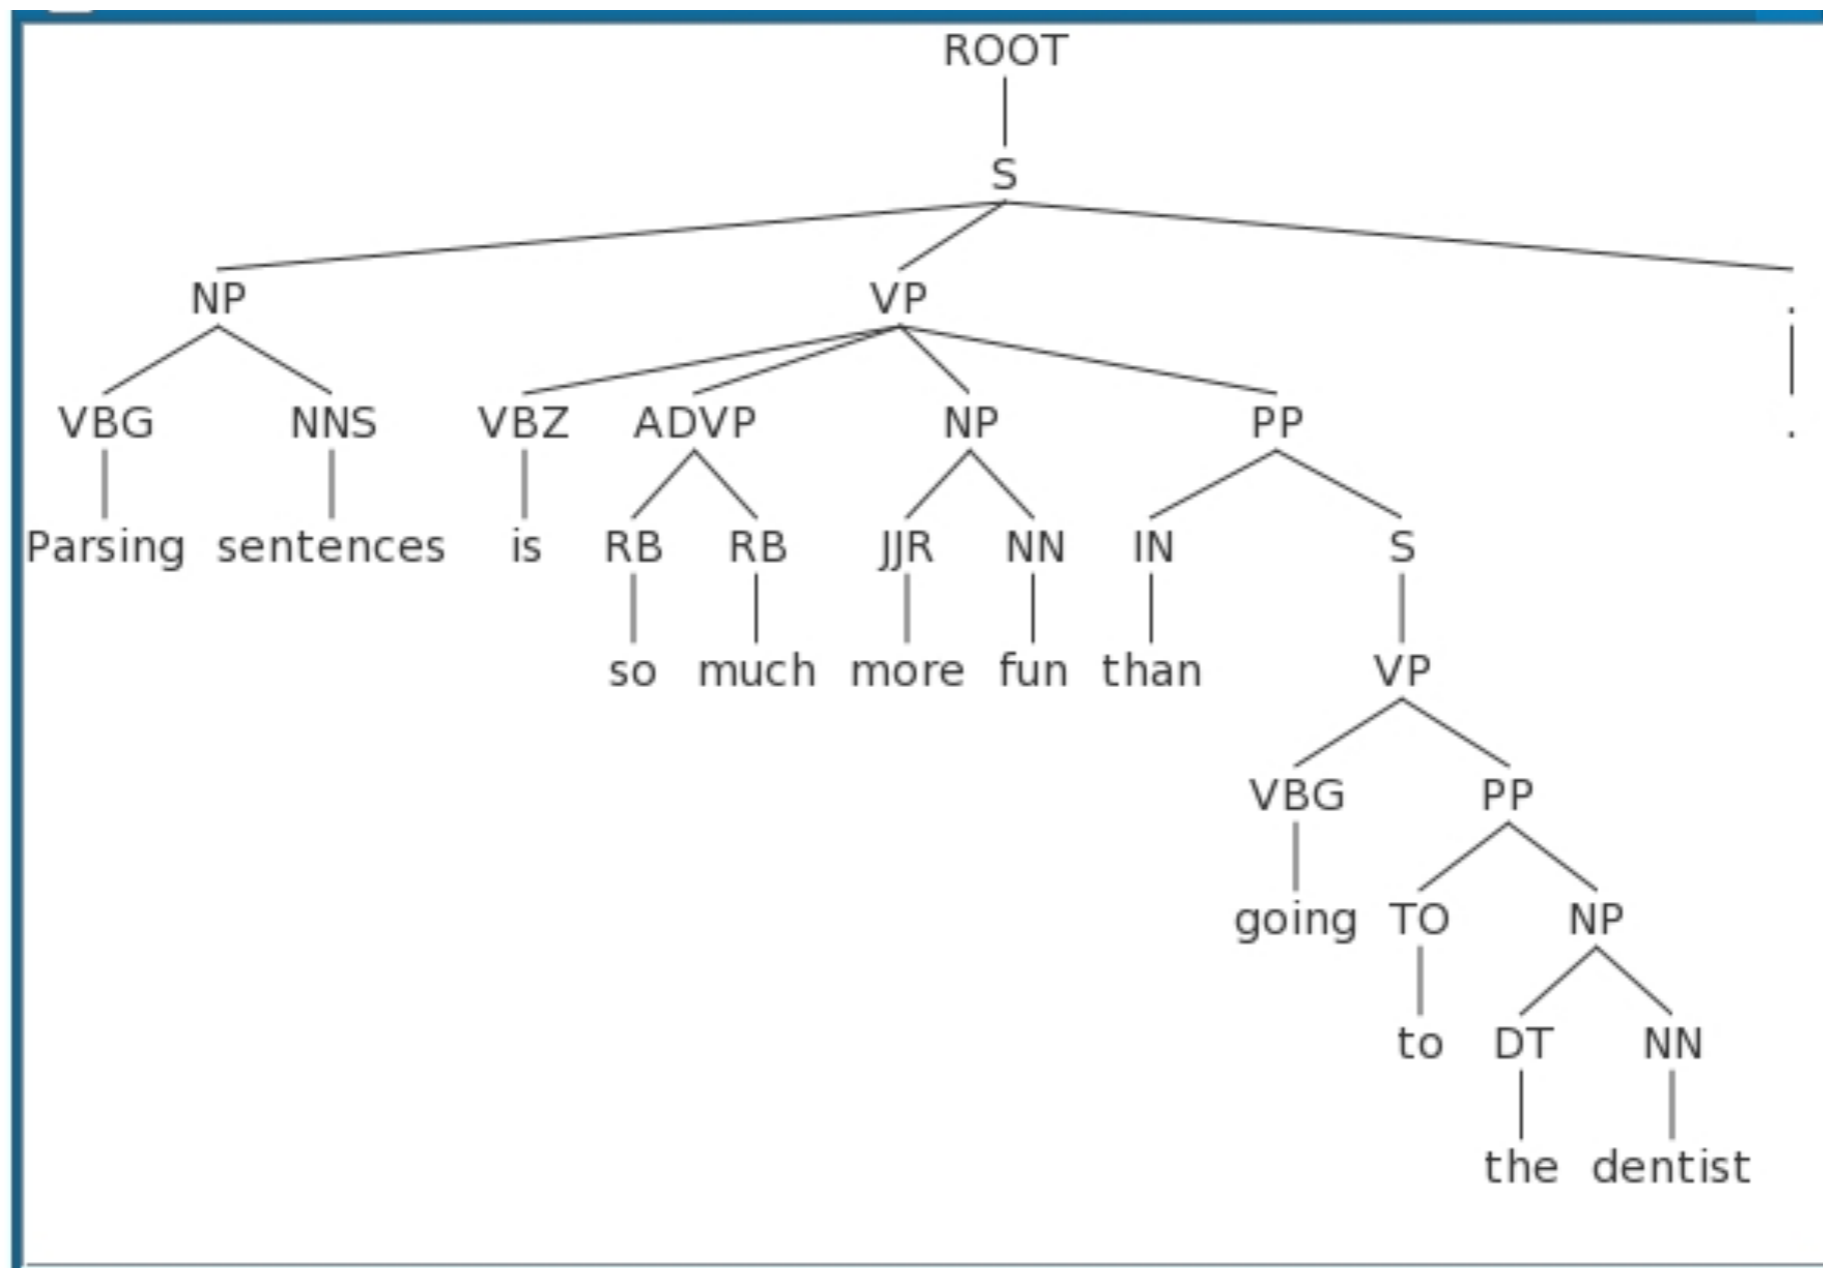 ROOT
S
NP VP .
VBG NNS VBZ ADVP NP PP .
Parsing sentences is RB RB JJR NN IN S
so much more fun than VP
VBG PP
going TO NP
to DT NN
the dentist